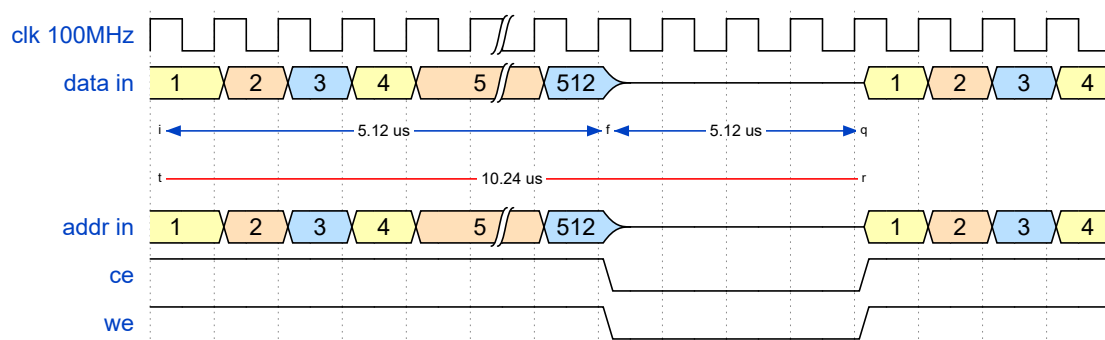 clk 100MHz
data in 1 2 3 4 5 512 1 2 3 4
i 5.12 us f 5.12 us q
t 10.24 us r
addr in 1 2 3 4 5 512 1 2 3 4
ce
we